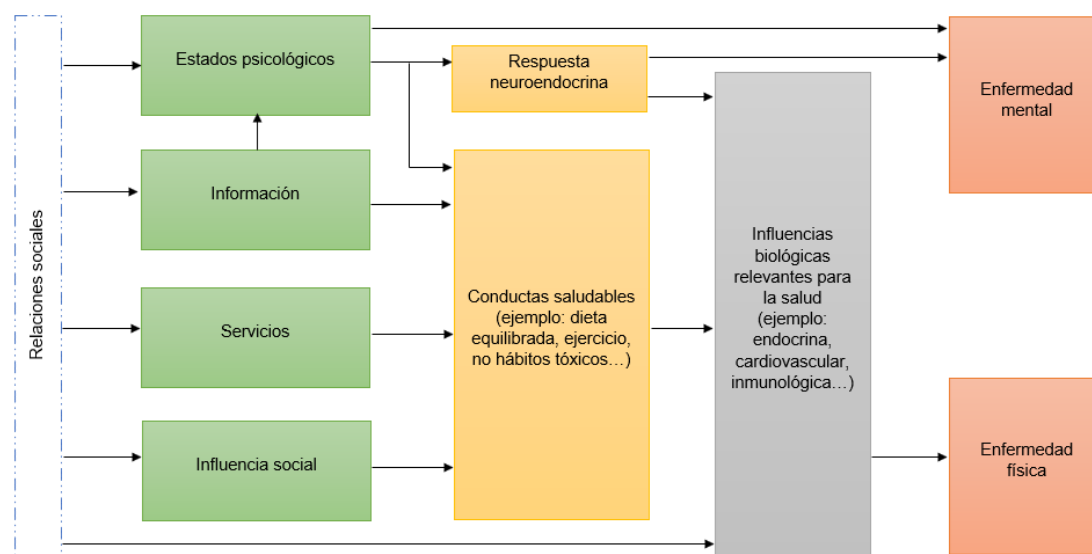 Relaciones sociales
Estados psicológicos
Información
Servicios
Influencia social
Respuesta
neuroendocrina
Conductas saludables
(ejemplo: dieta
equilibrada, ejercicio,
no hábitos tóxicos…)
Influencias
biológicas
relevantes para
la salud
(ejemplo:
endocrina,
cardiovascular,
inmunológica…)
Enfermedad
mental
Enfermedad
física